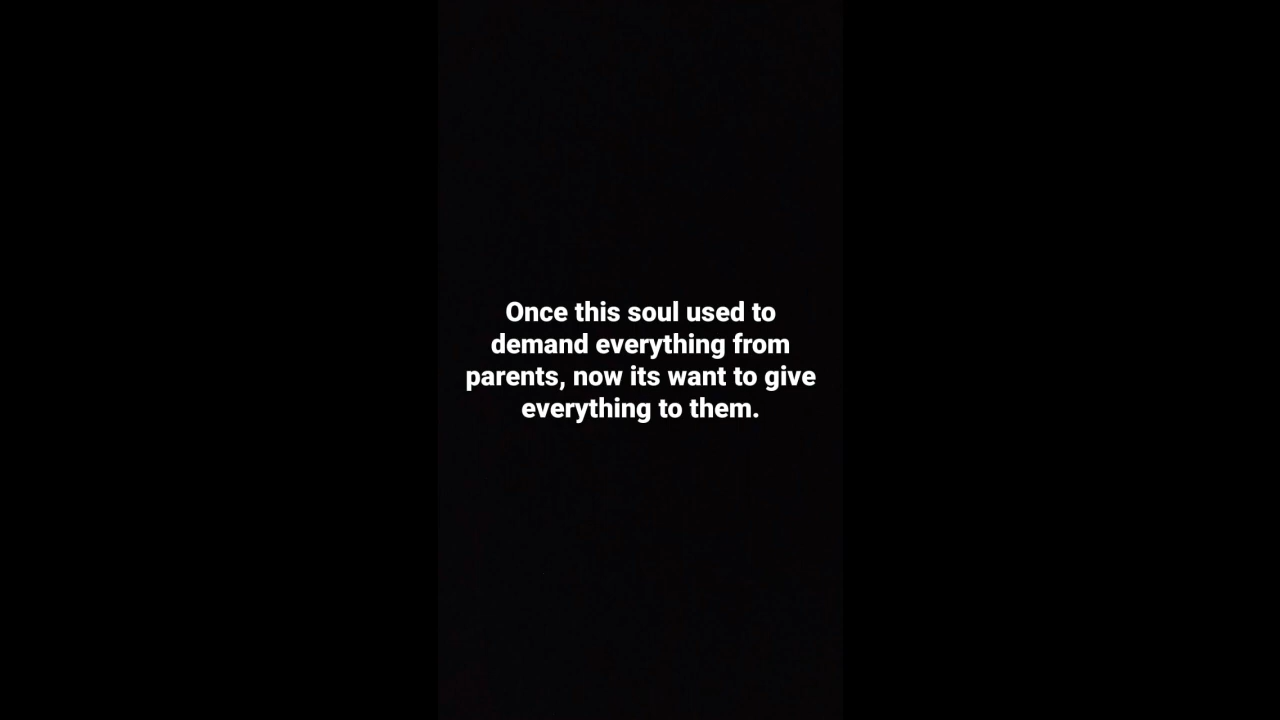 Once this soul used to
demand everything from
parents, now its want to give
everything to them.